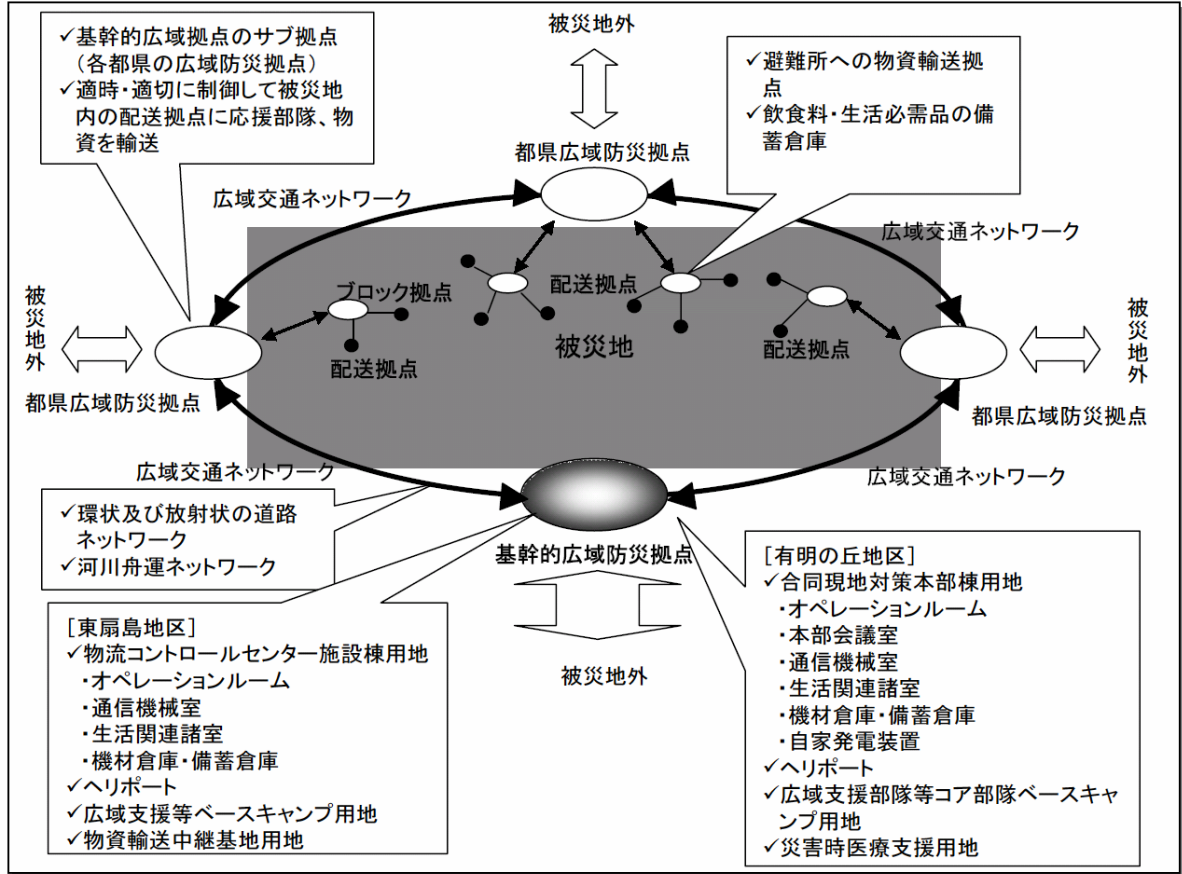 ✓基幹的広域拠点のサブ拠点
（各都県の広域防災拠点）
✓適時・適切に制御して被災地
内の配送拠点に応援部隊、物
資を輸送
被災地外
✓避難所への物資輸送拠
点
✓飲食料・生活必需品の備
蓄倉庫
都県広域防災拠点
広域交通ネットワーク
広域交通ネットワーク
ブロック拠点
配送拠点
被災地
配送拠点
配送拠点
被災地外
都県広域防災拠点
被災地外
都県広域防災拠点
広域交通ネットワーク
広域交通ネットワーク
✓環状及び放射状の道路
ネットワーク
✓河川舟運ネットワーク
基幹的広域防災拠点
被災地外
［東扇島地区］
✓物流コントロールセンター施設棟用地
・オペレーションルーム
・通信機械室
・生活関連諸室
・機材倉庫・備蓄倉庫
✓ヘリポート
✓広域支援等ベースキャンプ用地
✓物資輸送中継基地用地
［有明の丘地区］
✓合同現地対策本部棟用地
・オペレーションルーム
・本部会議室
・通信機械室
・生活関連諸室
・機材倉庫・備蓄倉庫
・自家発電装置
✓ヘリポート
✓広域支援部隊等コア部隊ベースキャ
ンプ用地
✓災害時医療支援用地